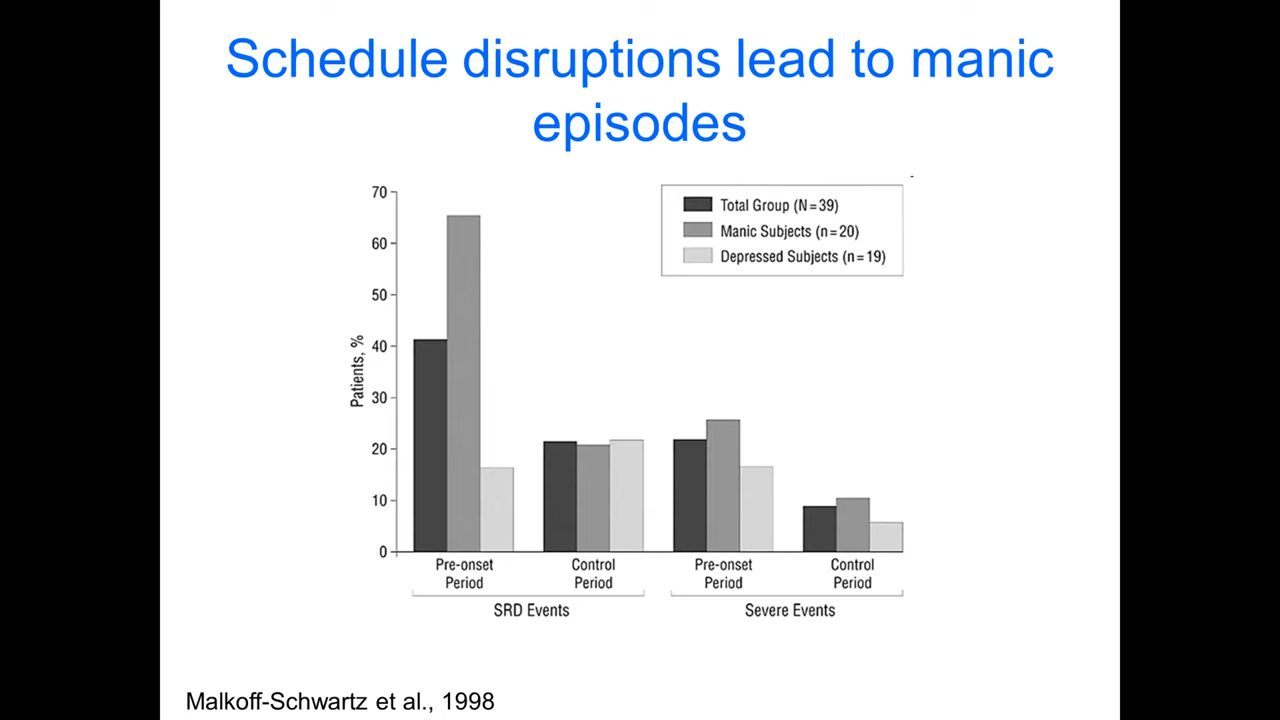 Schedule disruptions lead to manic
episodes
70
60
50
40
30
20
10
0
Patients, %
Total Group (N=39)
Manic Subjects (n=20)
Depressed Subjects (n=19)
Pre-onset
Period
Control
Period
Pre-onset
Period
Control
Period
SRD Events
Severe Events
Malkoff-Schwartz et al., 1998